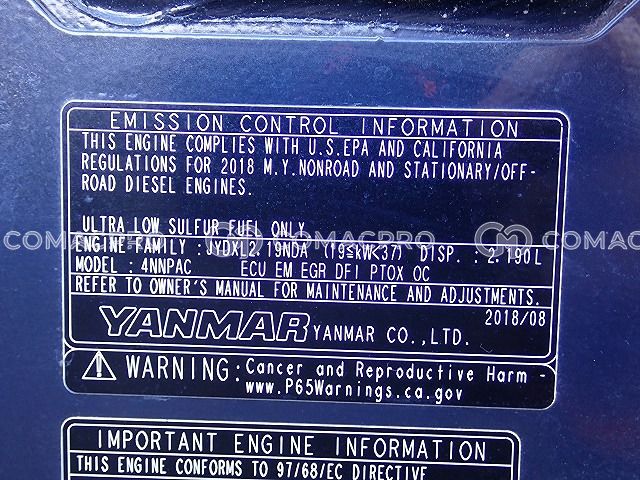 EMISSION CONTROL INFORMATION
THIS ENGINE COMPLIES WITH U.S.EPA AND CALIFORNIA
REGULATIONS FOR 2018 M.Y.NONROAD AND STATIONARY/OFF-
ROAD DIESEL ENGINES.
ULTRA LOW SULFUR FUEL ONLY
COMACPRO COMACPRO COMACPRO
ENGINE FAMILY : JYDXL2.19NDA (19≤kW<37) DISP. : 2.190L
MODEL : 4NNPAC ECU EM EGR DFI PTOX OC
REFER TO OWNER'S MANUAL FOR MAINTENANCE AND ADJUSTMENTS.
YANMAR YANMAR CO.,LTD. 2018/08
WARNING: Cancer and Reproductive Harm -
www.P65Warnings.ca.gov
IMPORTANT ENGINE INFORMATION
THIS ENGINE CONFORMS TO 97/68/EC DIRECTIVE